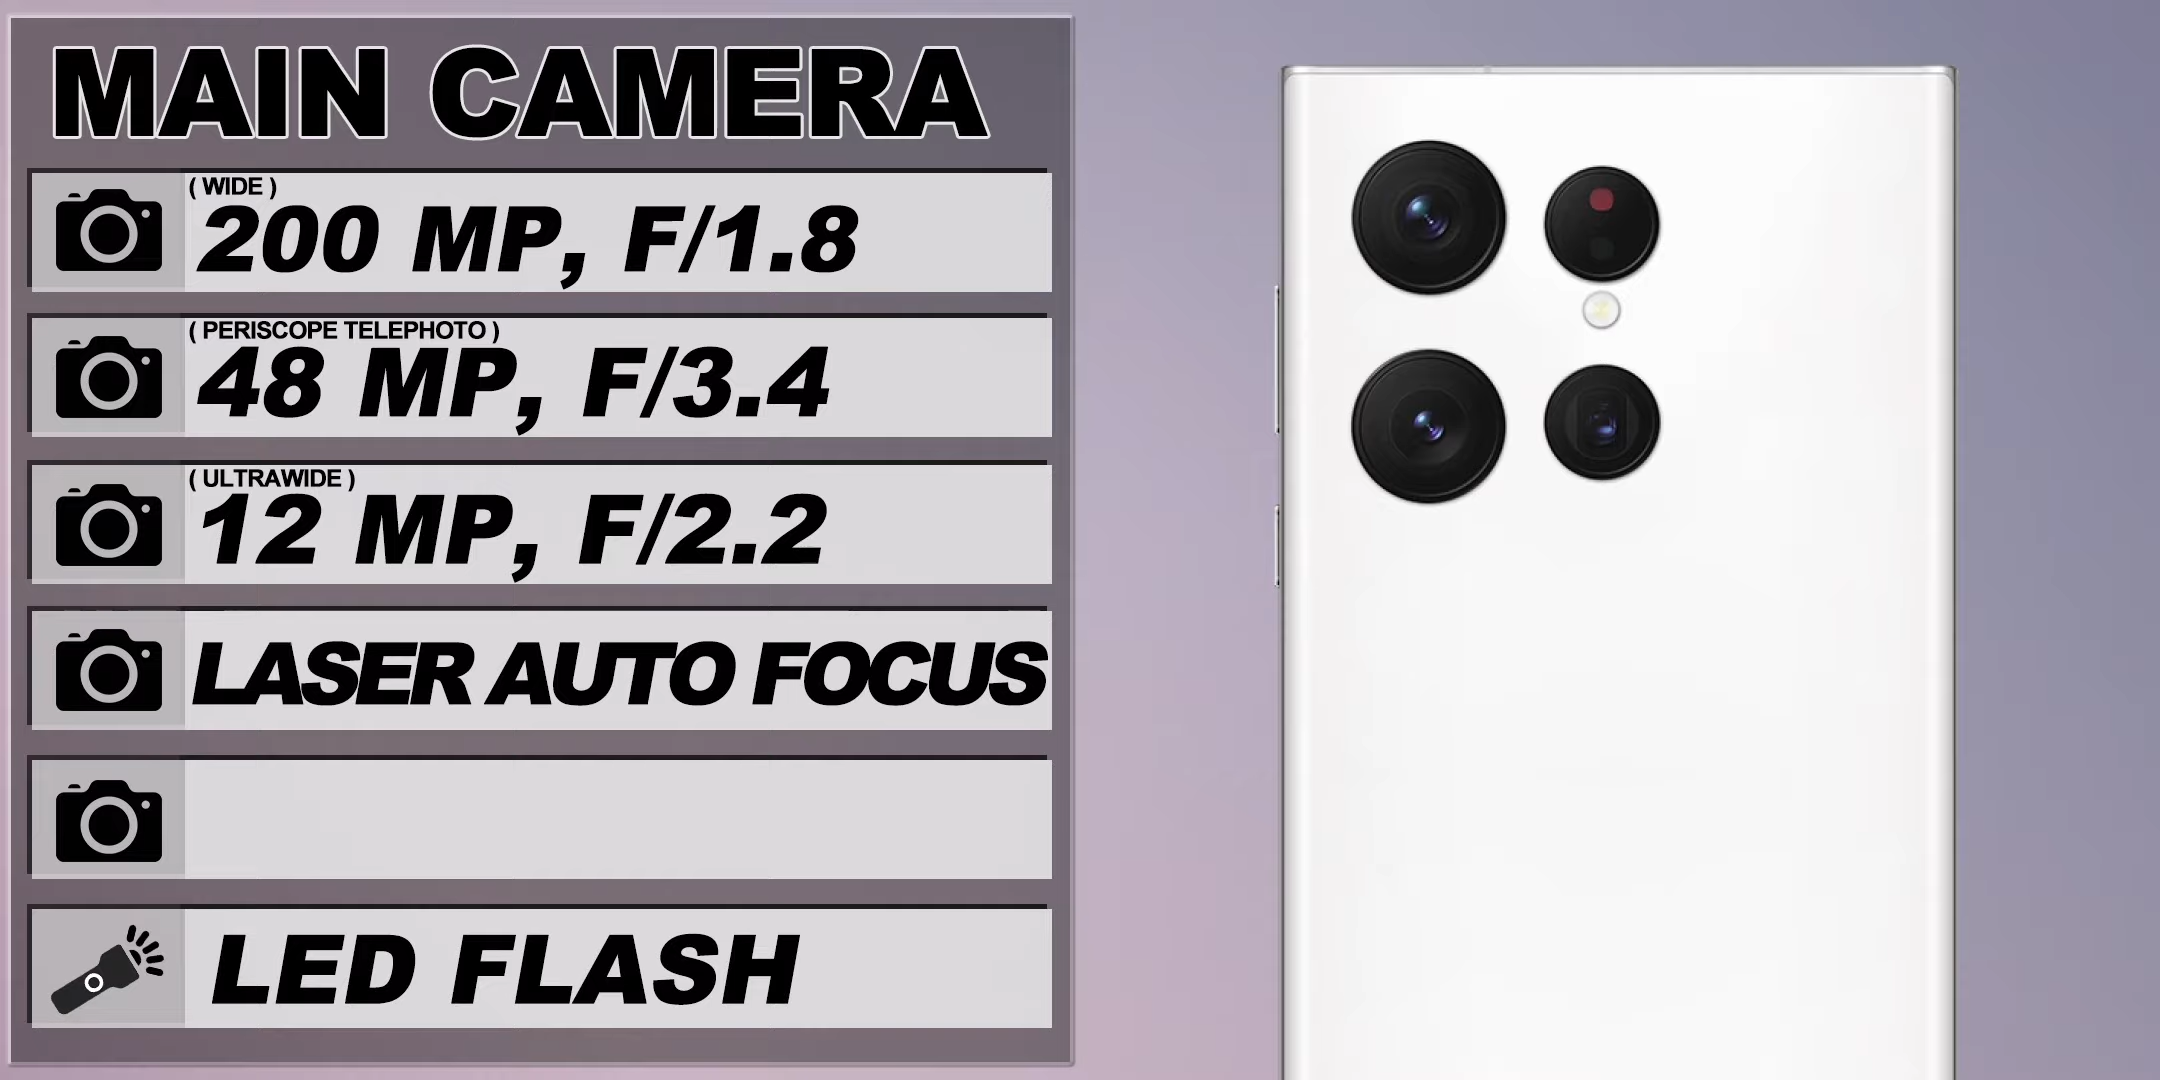 MAIN CAMERA
( WIDE )
200 MP, F/1.8
( PERISCOPE TELEPHOTO )
48 MP, F/3.4
( ULTRAWIDE )
12 MP, F/2.2
LASER AUTO FOCUS
LED FLASH